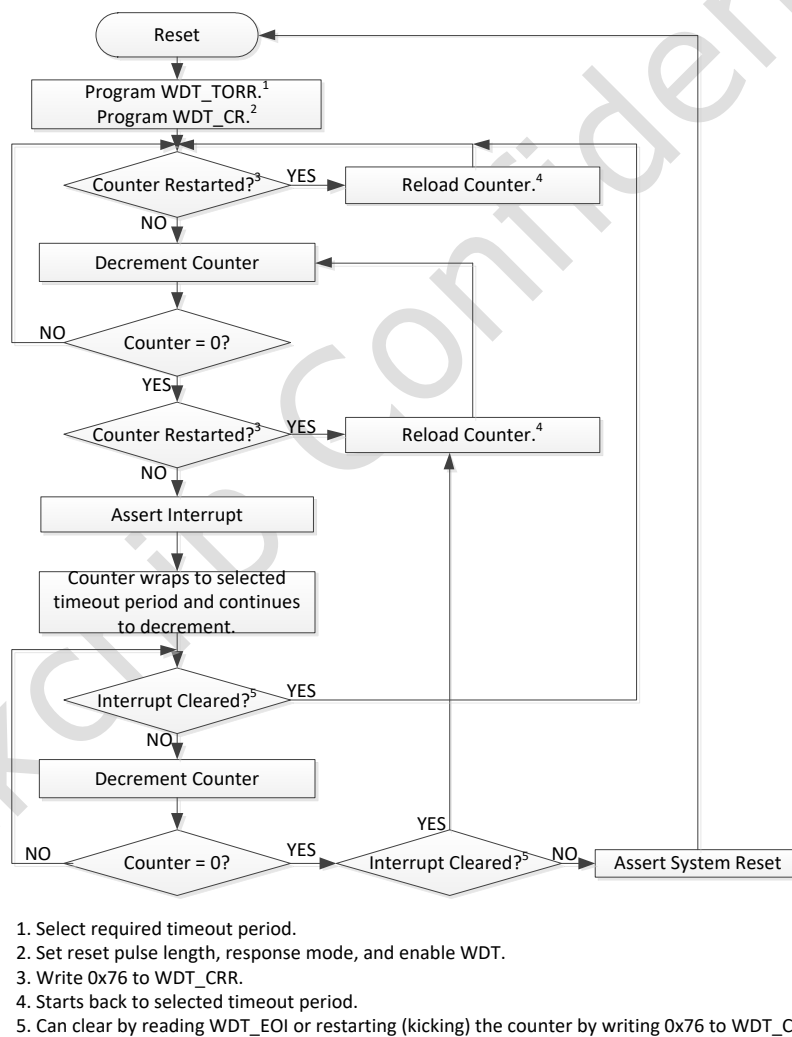 Reset
Program WDT_TORR.1
Program WDT_CR.2
Counter Restarted?3
YES
Reload Counter.4
NO
Decrement Counter
NO
Counter = 0?
YES
Counter Restarted?3
YES
Reload Counter.4
NO
Assert Interrupt
Counter wraps to selected
timeout period and continues
to decrement.
Interrupt Cleared?5
YES
NO
Decrement Counter
YES
NO
Counter = 0?
YES
Interrupt Cleared?5
NO
Assert System Reset
1. Select required timeout period.
2. Set reset pulse length, response mode, and enable WDT.
3. Write 0x76 to WDT_CRR.
4. Starts back to selected timeout period.
5. Can clear by reading WDT_EOI or restarting (kicking) the counter by writing 0x76 to